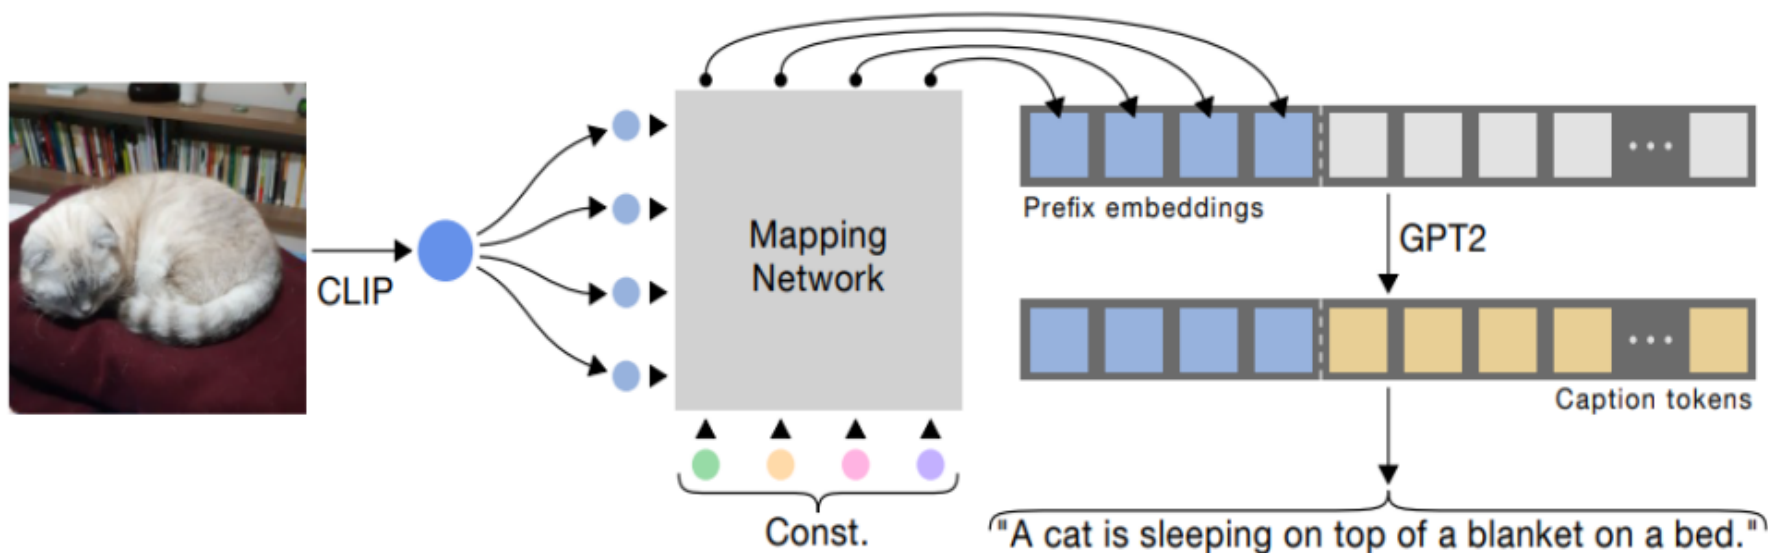 CLIP
Mapping
Network
Const.
Prefix embeddings
GPT2
Caption tokens
"A cat is sleeping on top of a blanket on a bed."